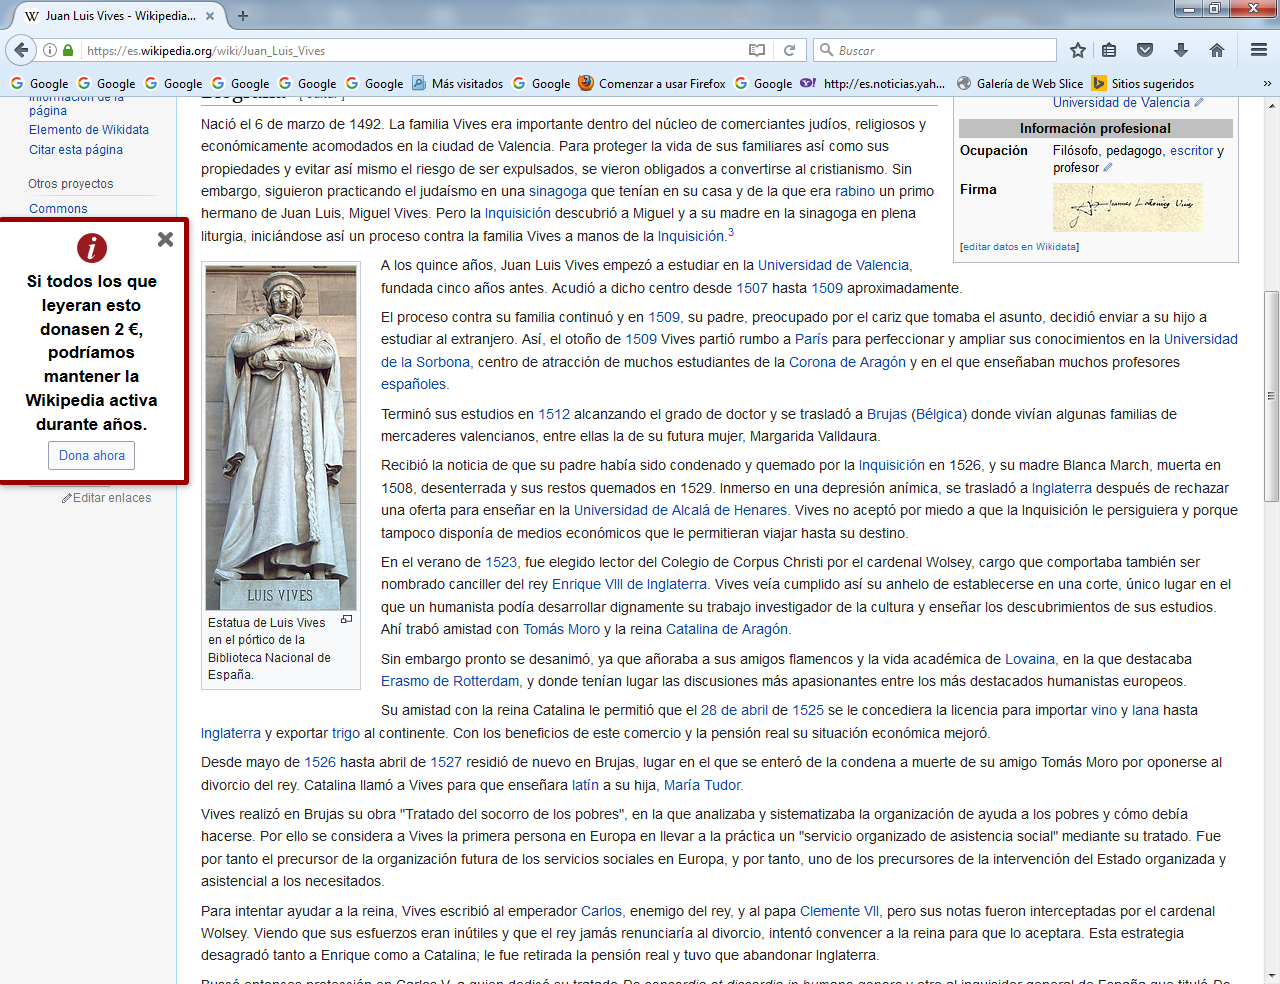 Juan Luis Vives - Wikipedia...
https://es.wikipedia.org/wiki/Juan_Luis_Vives
Buscar
Google Google Google Google Google Google Más visitados Google Comenzar a usar Firefox Google http://es.noticias.yah... Galería de Web Slice Sitios sugeridos
Información de la
página
Elemento de Wikidata
Citar esta página
Otros proyectos
Commons
Si todos los que
leyeran esto
donasen 2 €,
podríamos
mantener la
Wikipedia activa
durante años.
Dona ahora
Editar enlaces
Universidad de Valencia
Información profesional
Ocupación Filósofo, pedagogo, escritor y
profesor
Firma
[editar datos en Wikidata]
Nació el 6 de marzo de 1492. La familia Vives era importante dentro del núcleo de comerciantes judíos, religiosos y
económicamente acomodados en la ciudad de Valencia. Para proteger la vida de sus familiares así como sus
propiedades y evitar así mismo el riesgo de ser expulsados, se vieron obligados a convertirse al cristianismo. Sin
embargo, siguieron practicando el judaísmo en una sinagoga que tenían en su casa y de la que era rabino un primo
hermano de Juan Luis, Miguel Vives. Pero la Inquisición descubrió a Miguel y a su madre en la sinagoga en plena
liturgia, iniciándose así un proceso contra la familia Vives a manos de la Inquisición.3
LUIS VIVES
Estatua de Luis Vives
en el pórtico de la
Biblioteca Nacional de
España.
A los quince años, Juan Luis Vives empezó a estudiar en la Universidad de Valencia,
fundada cinco años antes. Acudió a dicho centro desde 1507 hasta 1509 aproximadamente.
El proceso contra su familia continuó y en 1509, su padre, preocupado por el cariz que tomaba el asunto, decidió enviar a su hijo a
estudiar al extranjero. Así, el otoño de 1509 Vives partió rumbo a París para perfeccionar y ampliar sus conocimientos en la Universidad
de la Sorbona, centro de atracción de muchos estudiantes de la Corona de Aragón y en el que enseñaban muchos profesores
españoles.
Terminó sus estudios en 1512 alcanzando el grado de doctor y se trasladó a Brujas (Bélgica) donde vivían algunas familias de
mercaderes valencianos, entre ellas la de su futura mujer, Margarida Valldaura.
Recibió la noticia de que su padre había sido condenado y quemado por la Inquisición en 1526, y su madre Blanca March, muerta en
1508, desenterrada y sus restos quemados en 1529. Inmerso en una depresión anímica, se trasladó a Inglaterra después de rechazar
una oferta para enseñar en la Universidad de Alcalá de Henares. Vives no aceptó por miedo a que la Inquisición le persiguiera y porque
tampoco disponía de medios económicos que le permitieran viajar hasta su destino.
En el verano de 1523, fue elegido lector del Colegio de Corpus Christi por el cardenal Wolsey, cargo que comportaba también ser
nombrado canciller del rey Enrique VIII de Inglaterra. Vives veía cumplido así su anhelo de establecerse en una corte, único lugar en el
que un humanista podía desarrollar dignamente su trabajo investigador de la cultura y enseñar los descubrimientos de sus estudios.
Ahí trabó amistad con Tomás Moro y la reina Catalina de Aragón.
Sin embargo pronto se desanimó, ya que añoraba a sus amigos flamencos y la vida académica de Lovaina, en la que destacaba
Erasmo de Rotterdam, y donde tenían lugar las discusiones más apasionantes entre los más destacados humanistas europeos.
Su amistad con la reina Catalina le permitió que el 28 de abril de 1525 se le concediera la licencia para importar vino y lana hasta
Inglaterra y exportar trigo al continente. Con los beneficios de este comercio y la pensión real su situación económica mejoró.
Desde mayo de 1526 hasta abril de 1527 residió de nuevo en Brujas, lugar en el que se enteró de la condena a muerte de su amigo Tomás Moro por oponerse al
divorcio del rey. Catalina llamó a Vives para que enseñara latín a su hija, María Tudor.
Vives realizó en Brujas su obra "Tratado del socorro de los pobres", en la que analizaba y sistematizaba la organización de ayuda a los pobres y cómo debía
hacerse. Por ello se considera a Vives la primera persona en Europa en llevar a la práctica un "servicio organizado de asistencia social" mediante su tratado. Fue
por tanto el precursor de la organización futura de los servicios sociales en Europa, y por tanto, uno de los precursores de la intervención del Estado organizada y
asistencial a los necesitados.
Para intentar ayudar a la reina, Vives escribió al emperador Carlos, enemigo del rey, y al papa Clemente VII, pero sus notas fueron interceptadas por el cardenal
Wolsey. Viendo que sus esfuerzos eran inútiles y que el rey jamás renunciaría al divorcio, intentó convencer a la reina para que lo aceptara. Esta estrategia
desagradó tanto a Enrique como a Catalina; le fue retirada la pensión real y tuvo que abandonar Inglaterra.